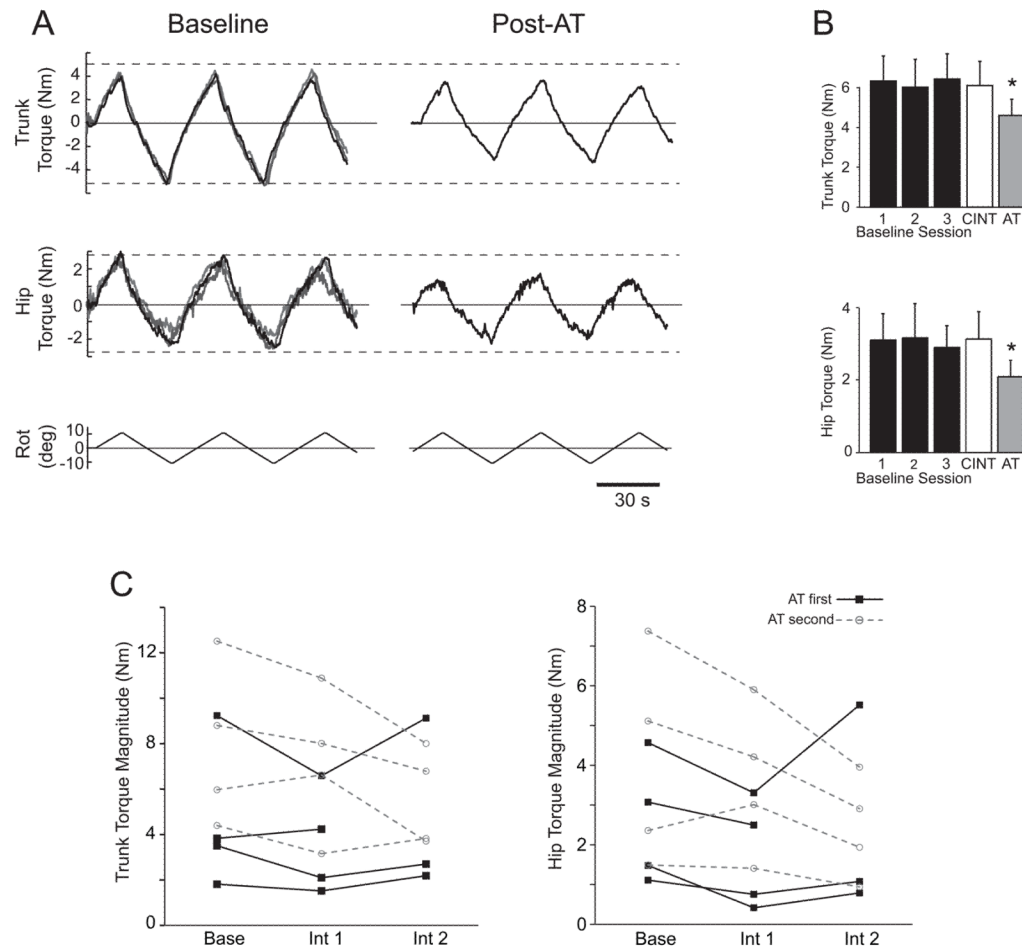 A
Baseline
Post-AT
Trunk
Torque (Nm)
4
2
0
-2
-4
Hip
Torque (Nm)
2
0
-2
Rot
(deg)
10
0
-10
30 s
B
Trunk Torque (Nm)
6
4
2
0
*
1 2 3 CINT AT
Baseline Session
Hip Torque (Nm)
4
2
0
*
1 2 3 CINT AT
Baseline Session
C
Trunk Torque Magnitude (Nm)
12
8
4
0
Base Int 1 Int 2
Hip Torque Magnitude (Nm)
8
6
4
2
0
AT first
AT second
Base Int 1 Int 2